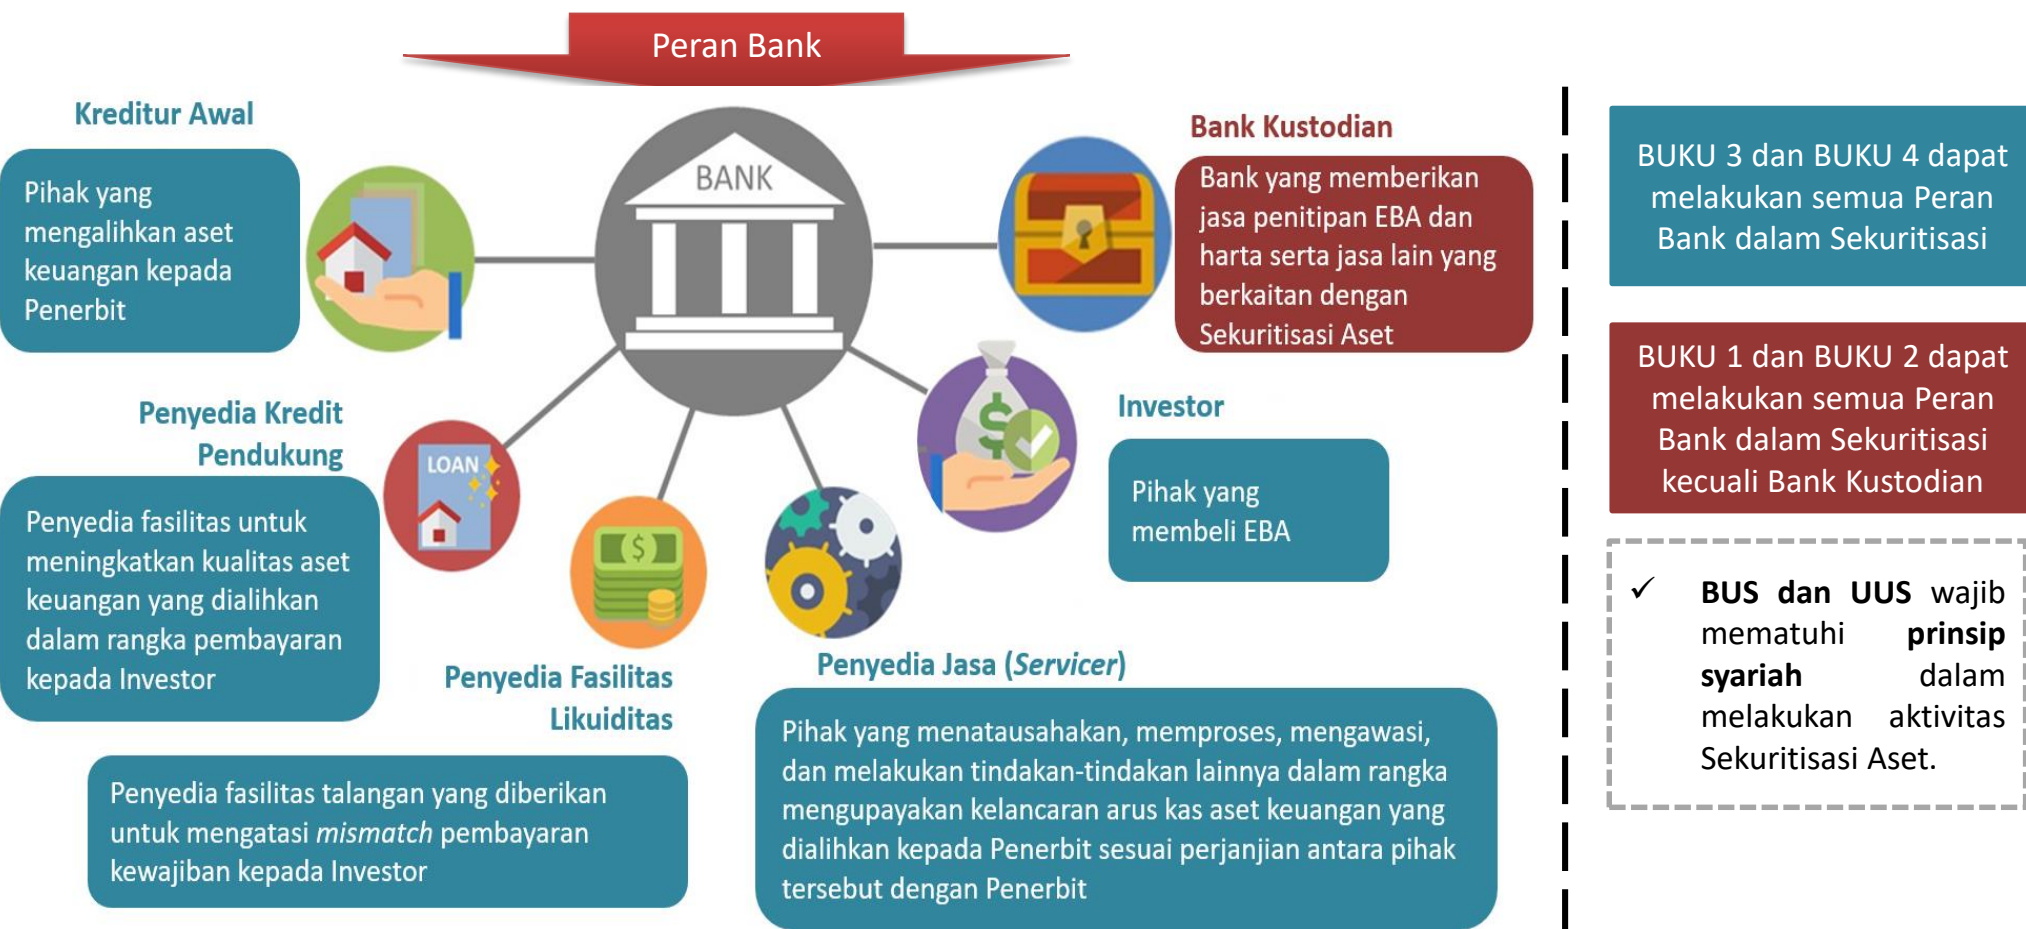 Peran Bank
Kreditur Awal
Pihak yang
mengalihkan aset
keuangan kepada
Penerbit
BANK
Bank Kustodian
Bank yang memberikan
jasa penitipan EBA dan
harta serta jasa lain yang
berkaitan dengan
Sekuritisasi Aset
Penyedia Kredit
Pendukung
Penyedia fasilitas untuk
meningkatkan kualitas aset
keuangan yang dialihkan
dalam rangka pembayaran
kepada Investor
LOAN
$
Investor
Pihak yang
membeli EBA
$
Penyedia Fasilitas
Likuiditas
Penyedia fasilitas talangan yang diberikan
untuk mengatasi mismatch pembayaran
kewajiban kepada Investor
Penyedia Jasa (Servicer)
Pihak yang menatausahakan, memproses, mengawasi,
dan melakukan tindakan-tindakan lainnya dalam rangka
mengupayakan kelancaran arus kas aset keuangan yang
dialihkan kepada Penerbit sesuai perjanjian antara pihak
tersebut dengan Penerbit
BUKU 3 dan BUKU 4 dapat
melakukan semua Peran
Bank dalam Sekuritisasi
BUKU 1 dan BUKU 2 dapat
melakukan semua Peran
Bank dalam Sekuritisasi
kecuali Bank Kustodian
✓ BUS dan UUS wajib
mematuhi prinsip
syariah dalam
melakukan aktivitas
Sekuritisasi Aset.